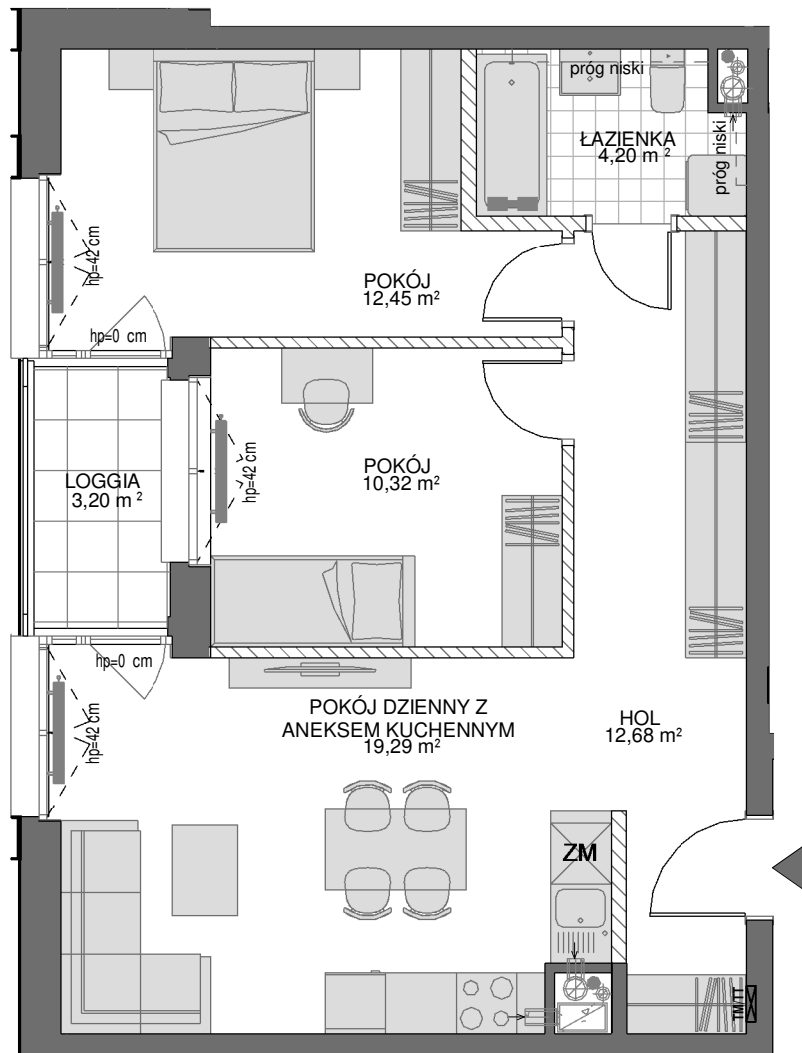 próg niski
ŁAZIENKA
4,20 m²
próg niski
hp=42 cm
POKÓJ
12,45 m²
hp=0 cm
POKÓJ
10,32 m²
hp=42 cm
LOGGIA
3,20 m²
hp=0 cm
hp=42 cm
POKÓJ DZIENNY Z
ANEKSEM KUCHENNYM
19,29 m²
HOL
12,68 m²
ZM
TM/TT